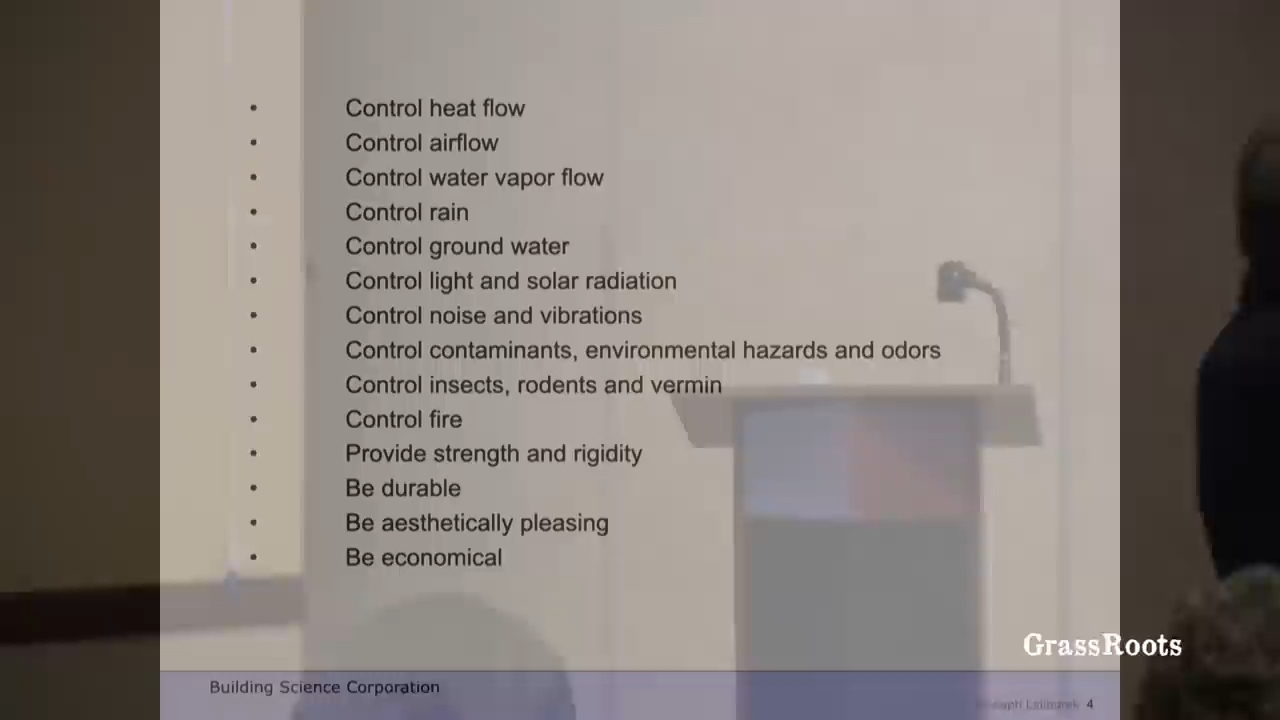 • Control heat flow
• Control airflow
• Control water vapor flow
• Control rain
• Control ground water
• Control light and solar radiation
• Control noise and vibrations
• Control contaminants, environmental hazards and odors
• Control insects, rodents and vermin
• Control fire
• Provide strength and rigidity
• Be durable
• Be aesthetically pleasing
• Be economical
GrassRoots
Building Science Corporation
4